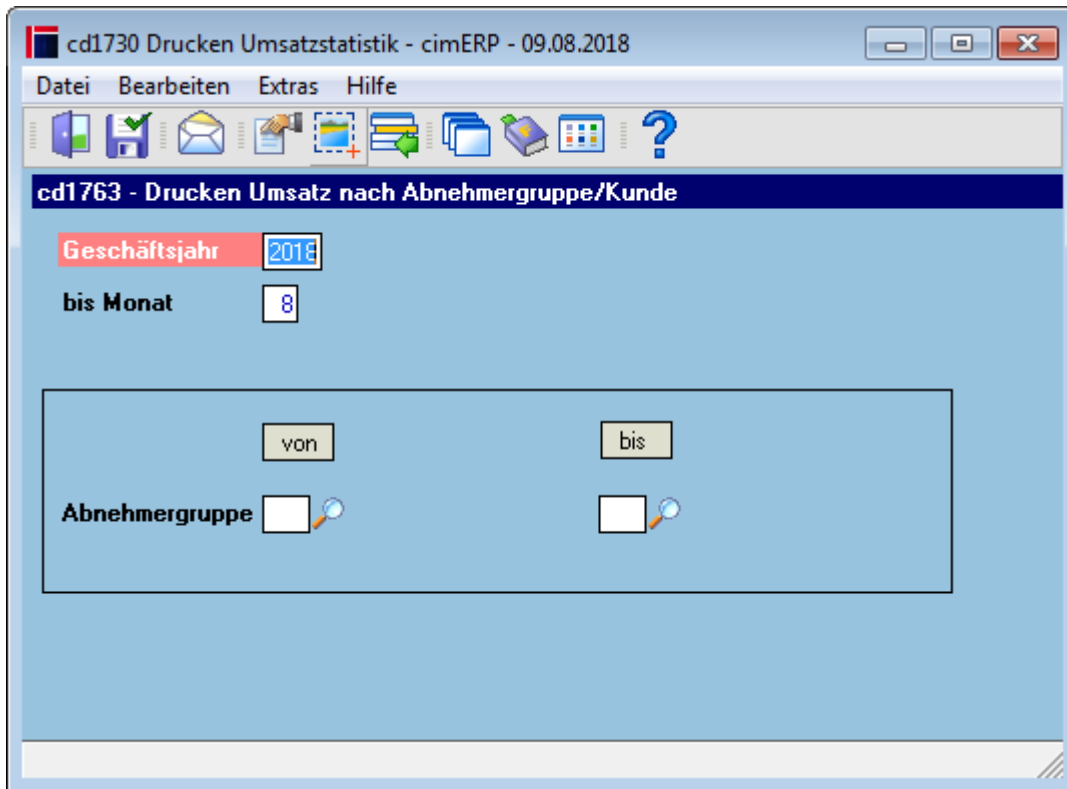 cd1730 Drucken Umsatzstatistik - cimERP - 09.08.2018
Datei Bearbeiten Extras Hilfe
cd1763 - Drucken Umsatz nach Abnehmergruppe/Kunde
Geschäftsjahr 2018
bis Monat 8
von bis
Abnehmergruppe